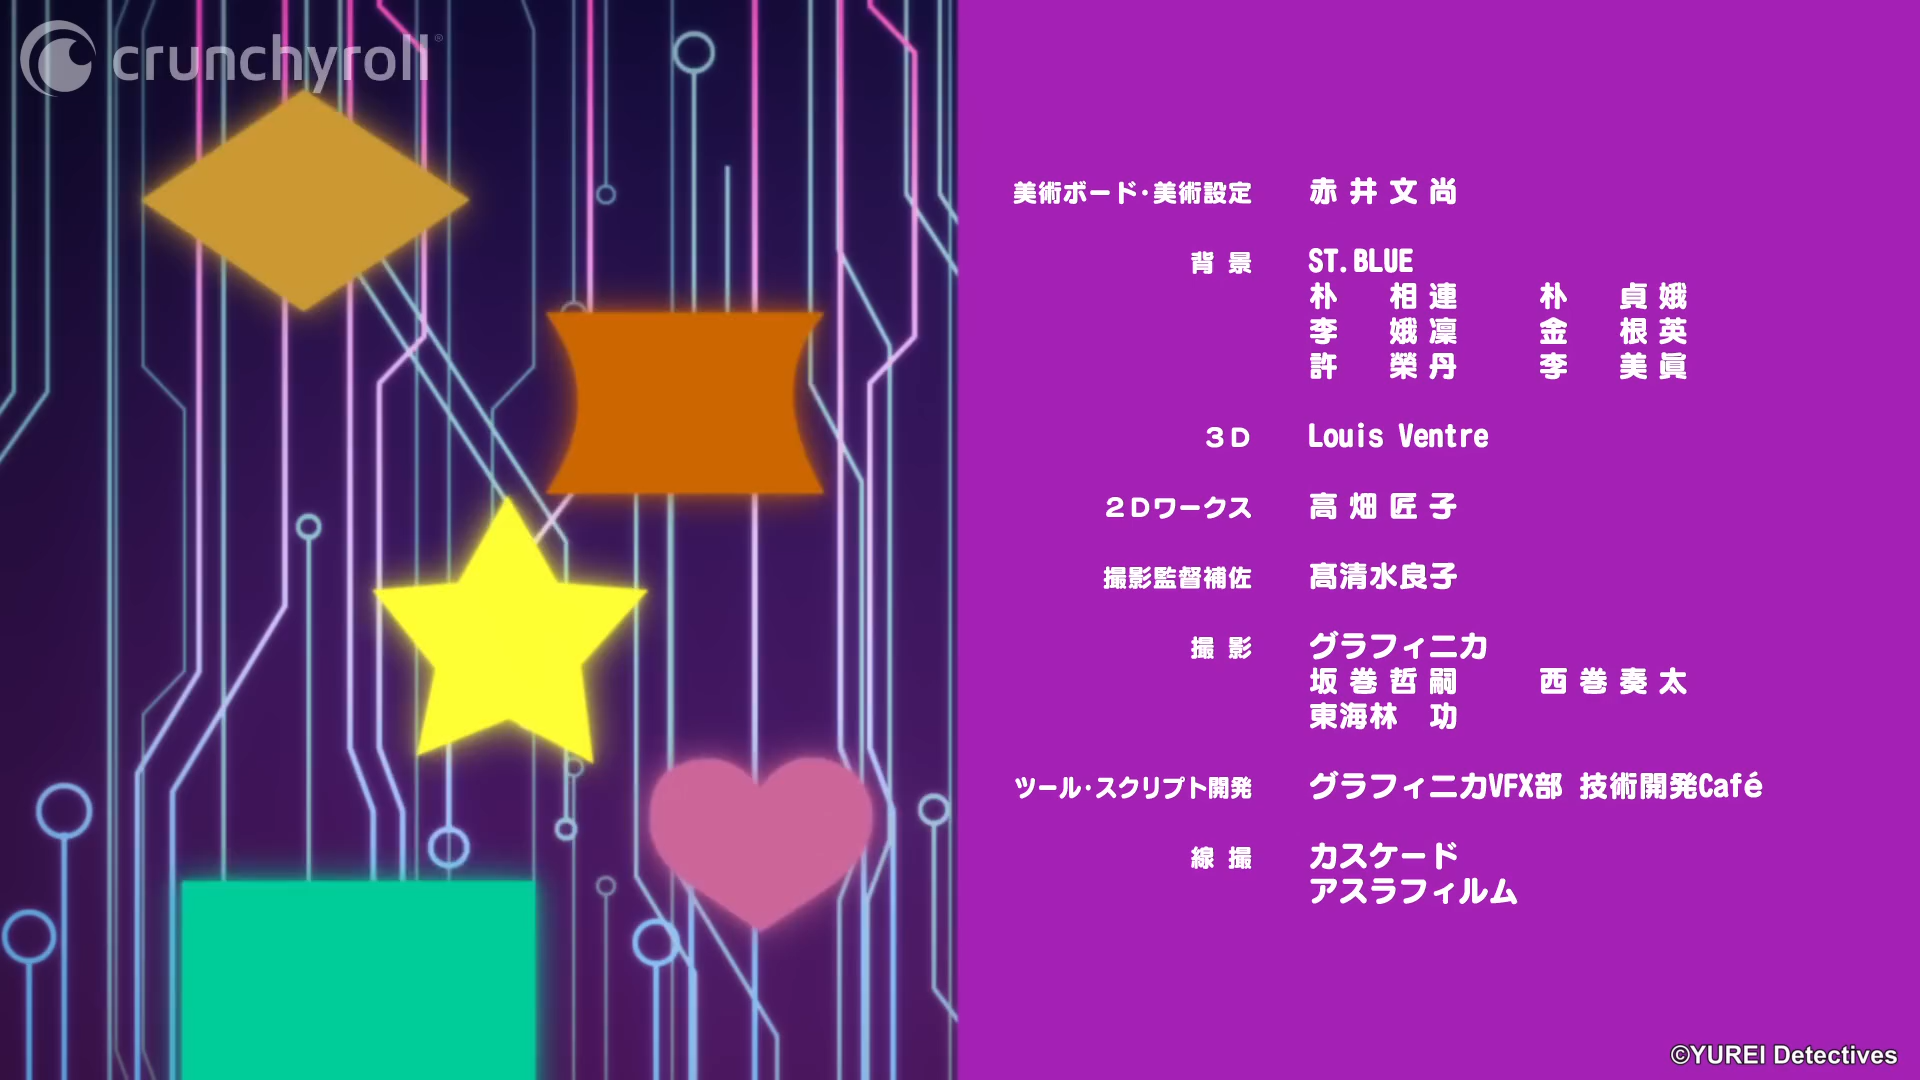 crunchyroll
美術ボード・美術設定 赤井文尚
背景 ST.BLUE
朴 相連 朴 貞娥
李 娥凜 金 根英
許 榮丹 李 美眞
3D Louis Ventre
2Dワークス 高畑匠子
撮影監督補佐 髙清水良子
撮影 グラフィニカ
坂巻哲嗣 西巻奏太
東海林 功
ツール・スクリプト開発 グラフィニカVFX部 技術開発Café
線撮 カスケード
アスラフィルム
©YUREI Detectives